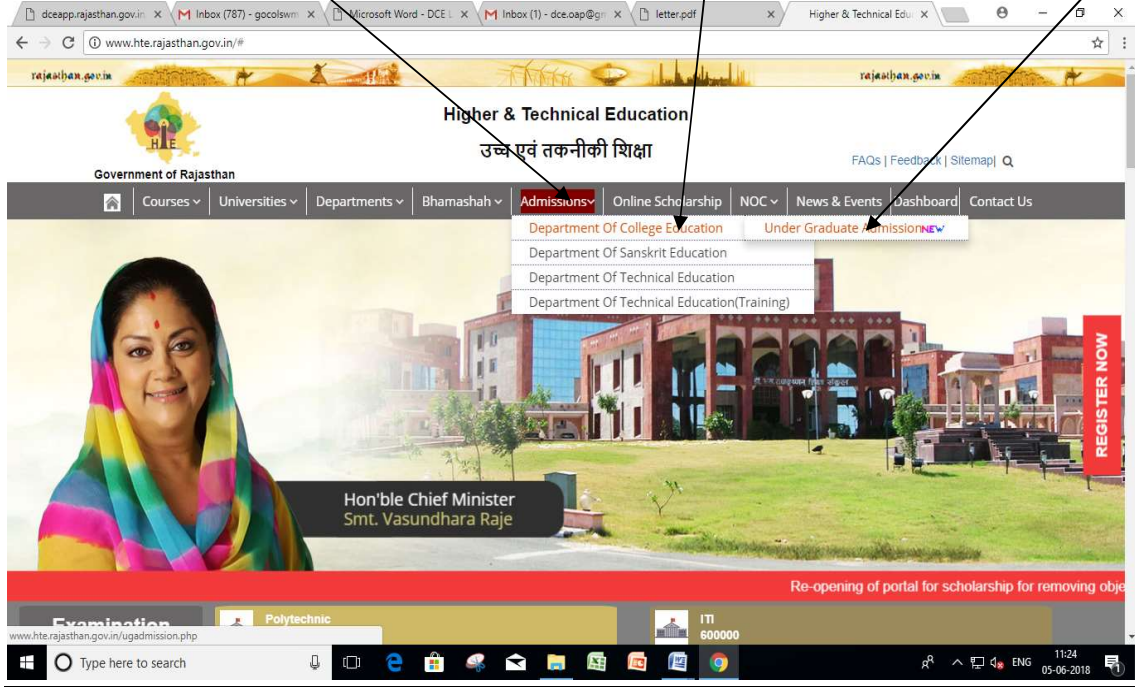 dceapp.rajasthan.gov.in
Inbox (787) - gocolswm
Microsoft Word - DCE L
Inbox (1) - dce.oap@gm
letter.pdf
Higher & Technical Edu
www.hte.rajasthan.gov.in/#
rajasthan.gov.in
rajasthan.gov.in
HTE
Government of Rajasthan
Higher & Technical Education
उच्च एवं तकनीकी शिक्षा
FAQs | Feedback | Sitemap|
Courses Universities Departments Bhamashah Admissions Online Scholarship NOC News & Events Dashboard Contact Us
Department Of College Education
Under Graduate Admission NEW
Department Of Sanskrit Education
Department Of Technical Education
Department Of Technical Education(Training)
REGISTER NOW
Hon'ble Chief Minister
Smt. Vasundhara Raje
Re-opening of portal for scholarship for removing obje
Examination
Polytechnic
ITI
600000
www.hte.rajasthan.gov.in/ugadmission.php
Type here to search
ENG
11:24
05-06-2018